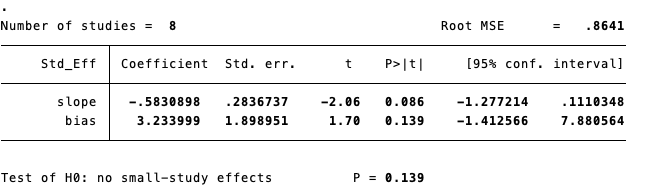 .
Number of studies =  8                                 Root MSE      =   .8641
Std_Eff   Coefficient  Std. err.      t    P>|t|     [95% conf. interval]
slope   -.5830898   .2836737    -2.06   0.086    -1.277214    .1110348
bias    3.233999   1.898951     1.70   0.139    -1.412566    7.880564
Test of H0: no small-study effects          P = 0.139